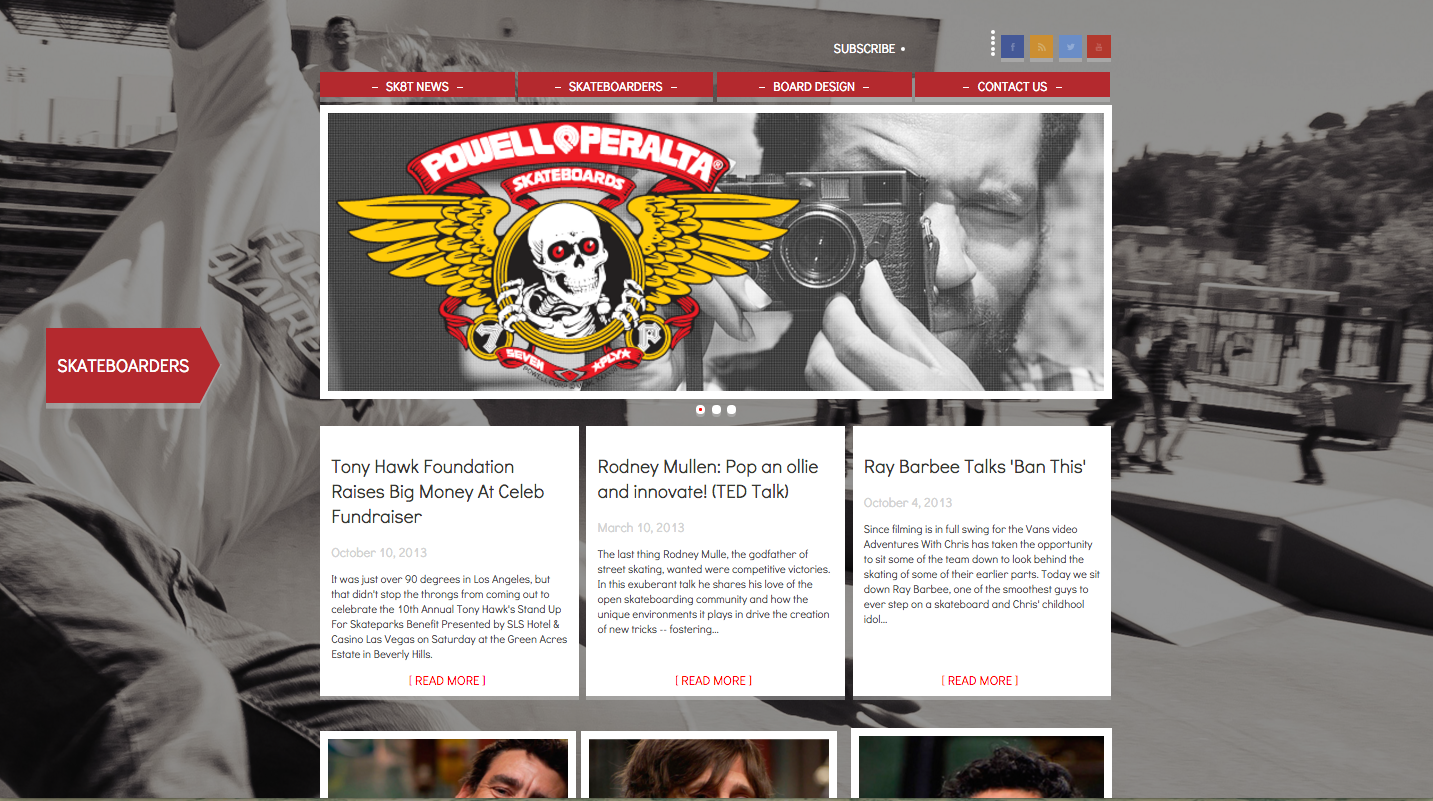 SUBSCRIBE •
– SK8T NEWS –
– SKATEBOARDERS –
– BOARD DESIGN –
– CONTACT US –
POWELL PERALTA®
SKATEBOARDS
SEVEN
XPLY★
SKATEBOARDERS
Tony Hawk Foundation
Raises Big Money At Celeb
Fundraiser
October 10, 2013
It was just over 90 degrees in Los Angeles, but
that didn't stop the throngs from coming out to
celebrate the 10th Annual Tony Hawk's Stand Up
For Skateparks Benefit Presented by SLS Hotel &
Casino Las Vegas on Saturday at the Green Acres
Estate in Beverly Hills.
[ READ MORE ]
Rodney Mullen: Pop an ollie
and innovate! (TED Talk)
March 10, 2013
The last thing Rodney Mulle, the godfather of
street skating, wanted were competitive victories.
In this exuberant talk he shares his love of the
open skateboarding community and how the
unique environments it plays in drive the creation
of new tricks -- fostering...
[ READ MORE ]
Ray Barbee Talks 'Ban This'
October 4, 2013
Since filming is in full swing for the Vans video
Adventures With Chris has taken the opportunity
to sit some of the team down to look behind the
skating of some of their earlier parts. Today we sit
down Ray Barbee, one of the smoothest guys to
ever step on a skateboard and Chris' childhool
idol...
[ READ MORE ]